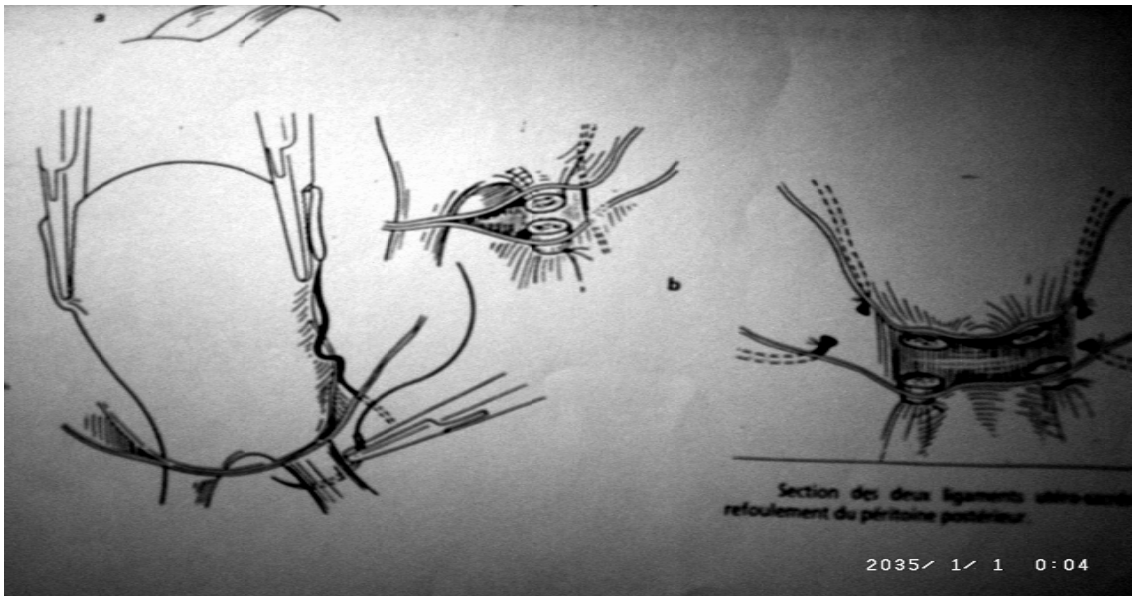 a
b
Section des deux ligaments utéro-sacrés
refoulement du péritoine postérieur.
2035/ 1/ 1 0:04